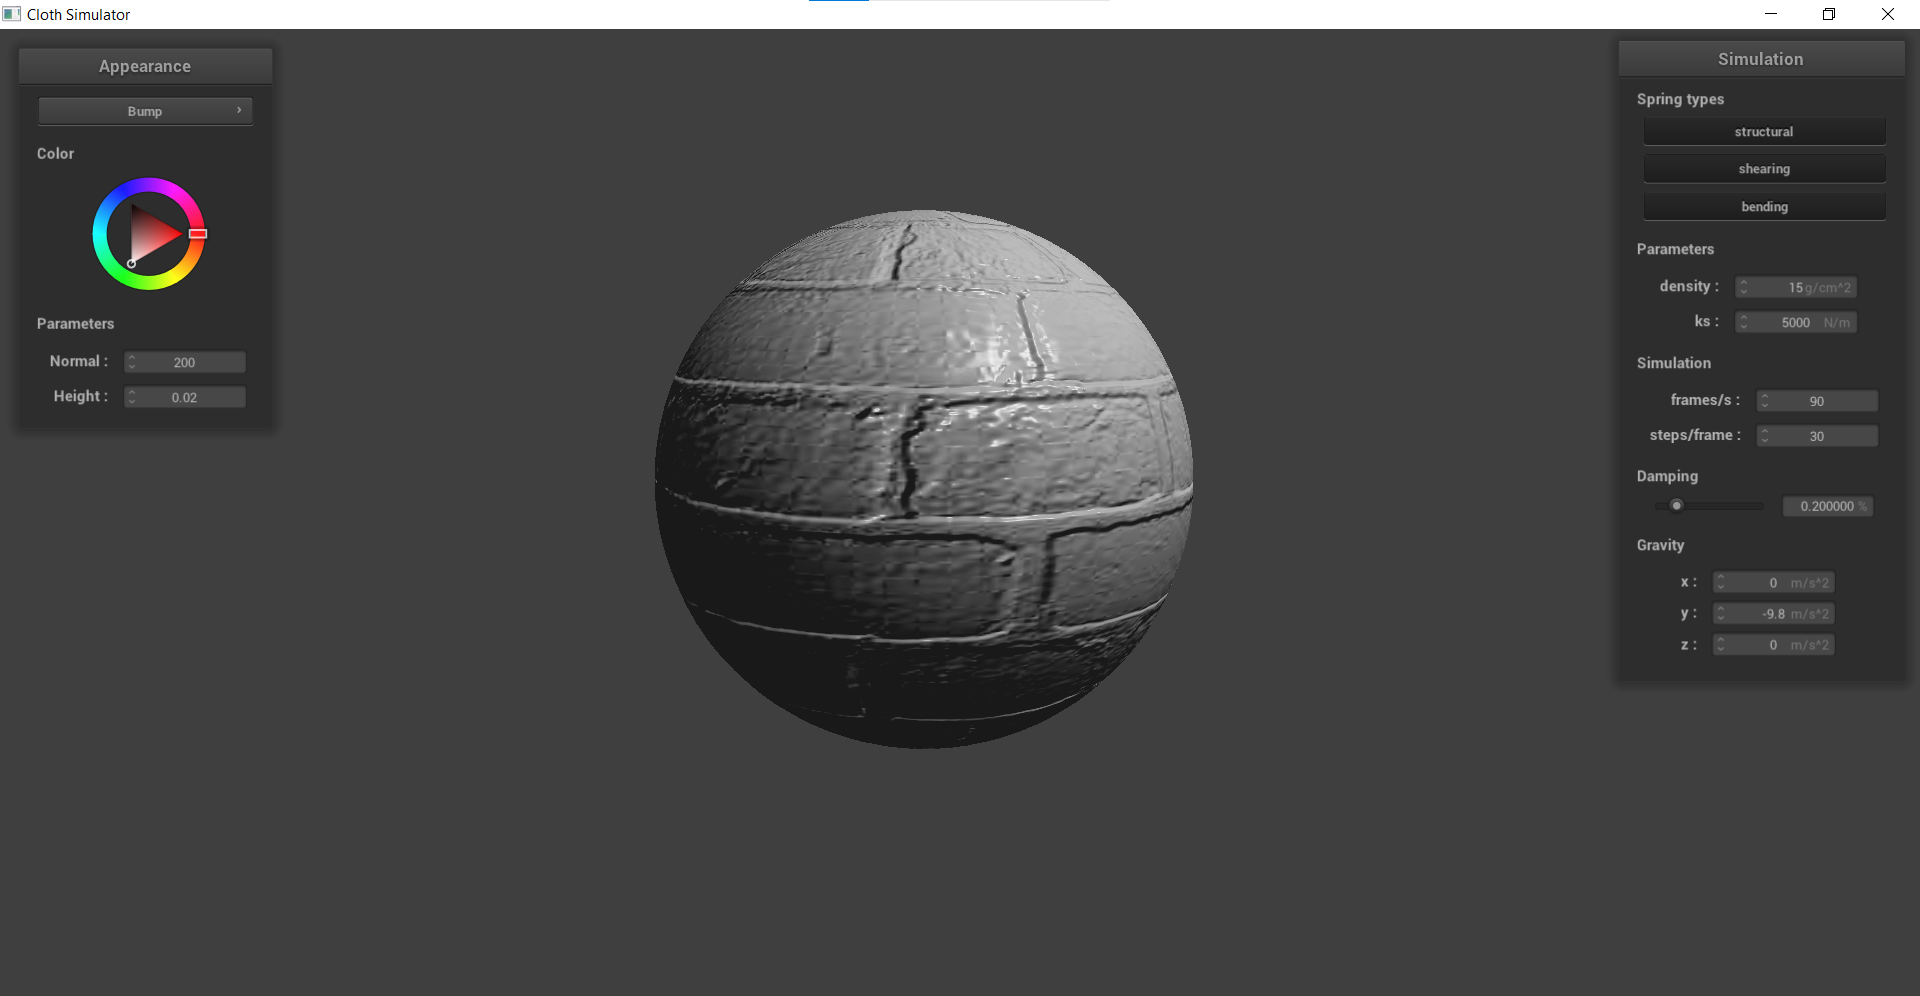 Cloth Simulator
Appearance
Bump
Color
Parameters
Normal : 200
Height : 0.02
Simulation
Spring types
structural
shearing
bending
Parameters
density : 15 g/cm^2
ks : 5000 N/m
Simulation
frames/s : 90
steps/frame : 30
Damping
0.200000 %
Gravity
x : 0 m/s^2
y : -9.8 m/s^2
z : 0 m/s^2